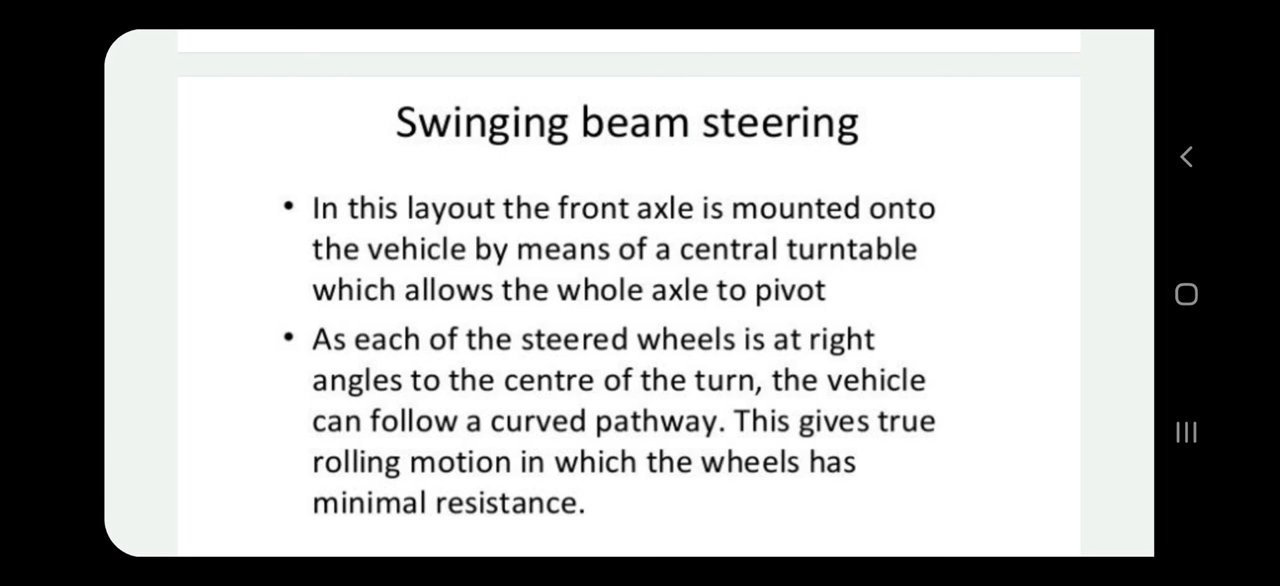 Swinging beam steering
• In this layout the front axle is mounted onto
the vehicle by means of a central turntable
which allows the whole axle to pivot
• As each of the steered wheels is at right
angles to the centre of the turn, the vehicle
can follow a curved pathway. This gives true
rolling motion in which the wheels has
minimal resistance.